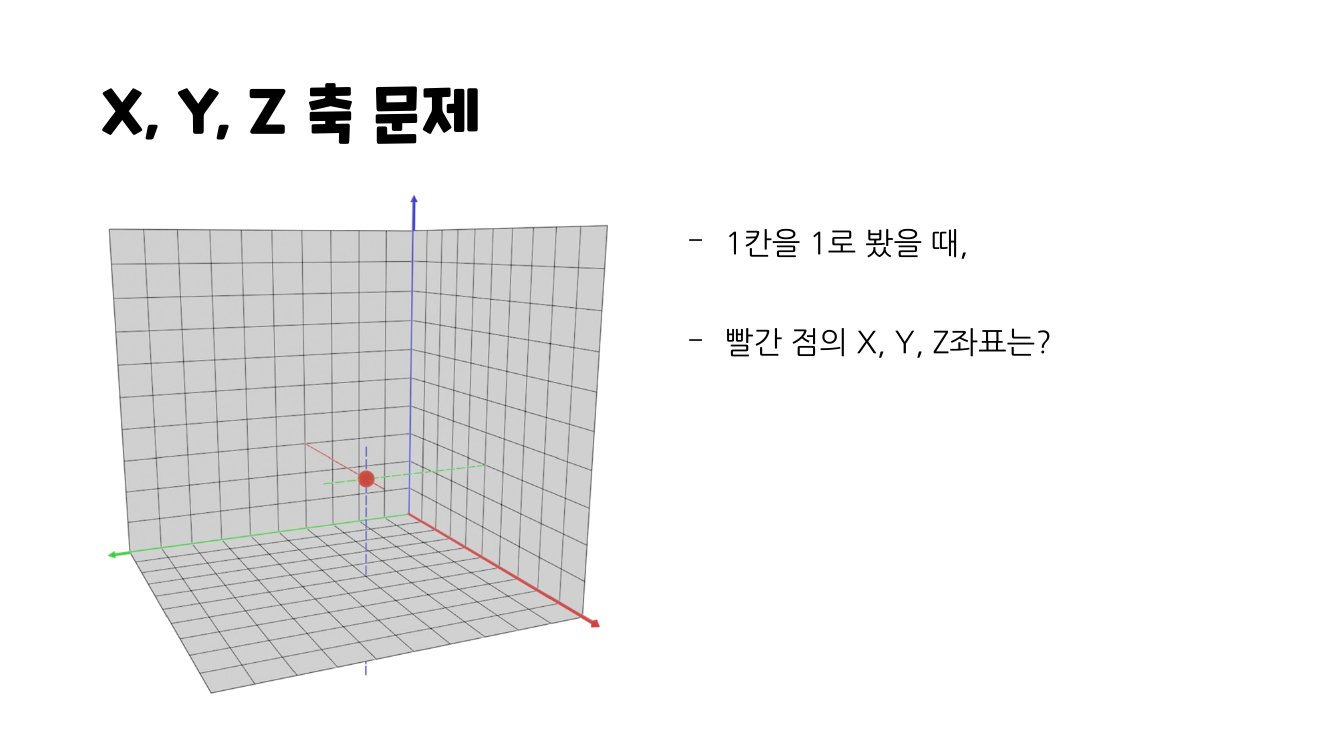 X, Y, Z 축 문제
- 1칸을 1로 봤을 때,
- 빨간 점의 X, Y, Z좌표는?